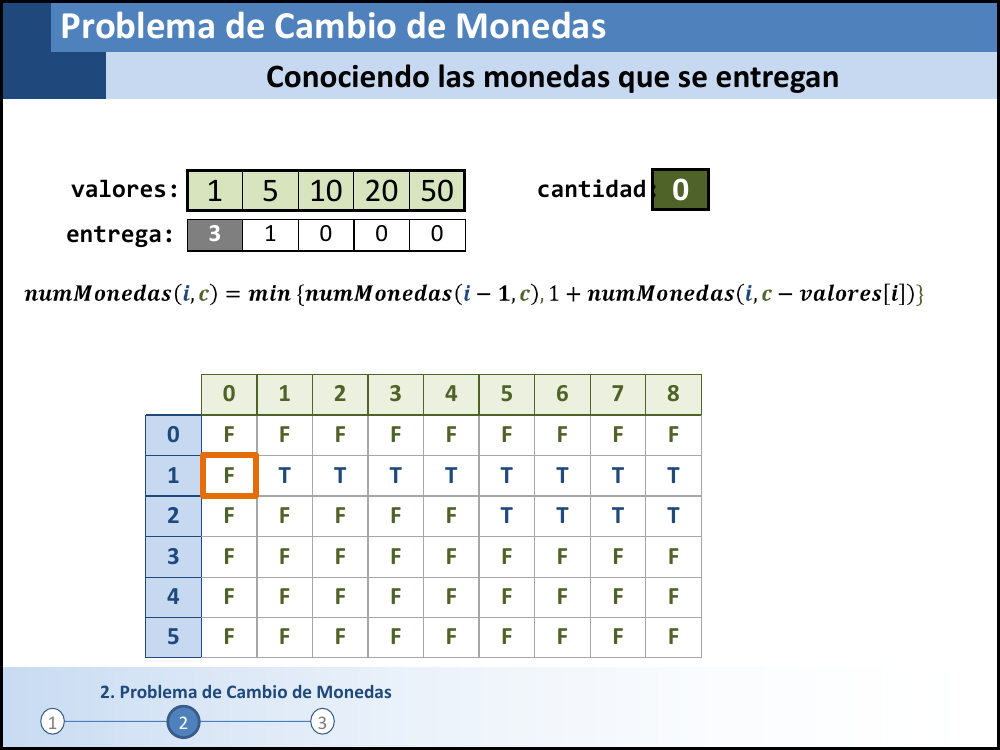 Problema de Cambio de Monedas
Conociendo las monedas que se entregan
valores: 1 5 10 20 50 cantidad: 0
entrega: 3 1 0 0 0
numMonedas(i,c) = min {numMonedas(i − 1,c), 1 + numMonedas(i,c − valores[i])}
0 1 2 3 4 5 6 7 8
0 F F F F F F F F F
1 F T T T T T T T T
2 F F F F F T T T T
3 F F F F F F F F F
4 F F F F F F F F F
5 F F F F F F F F F
2. Problema de Cambio de Monedas
1 2 3